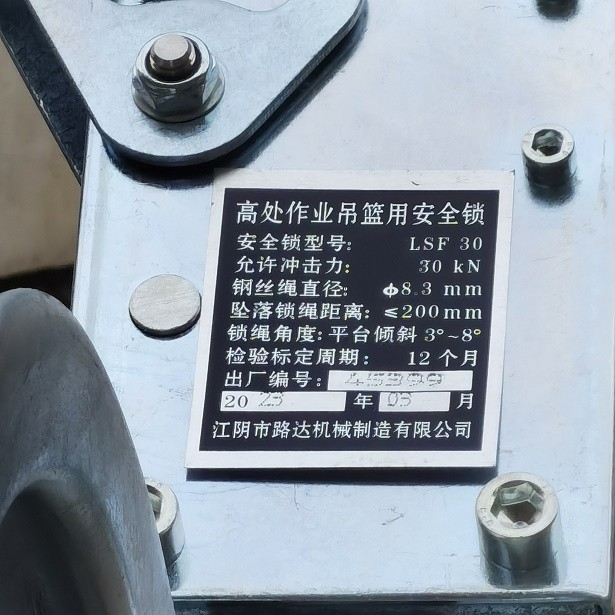 高处作业吊篮用安全锁
安全锁型号: LSF 30
允许冲击力: 30 kN
钢丝绳直径: Φ8.3 mm
坠落锁绳距离: ≤200mm
锁绳角度: 平台倾斜 3°~8°
检验标定周期: 12 个月
出厂编号:
20 23 年 03 月
江阴市路达机械制造有限公司